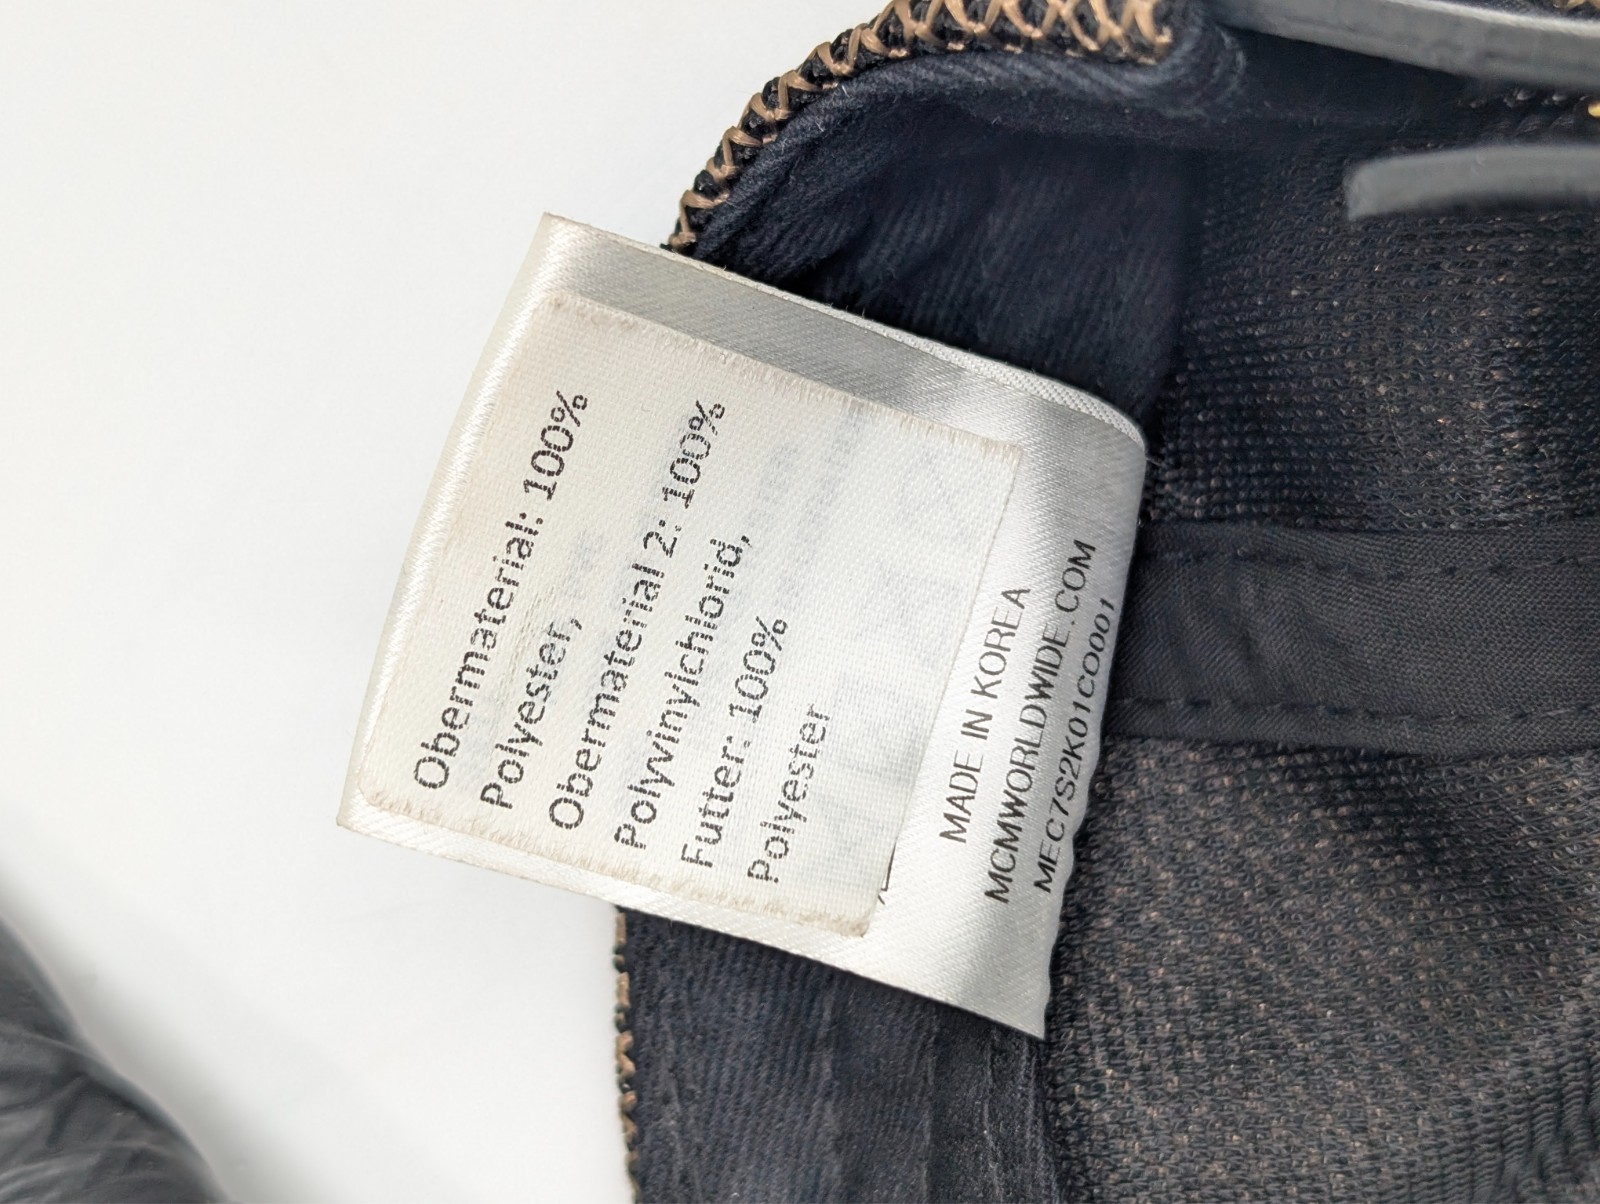 Obermaterial: 100%
Polyester,
Obermaterial 2: 100%
Polyvinylchlorid,
Futter: 100%
Polyester
MADE IN KOREA
MCMWORLDWIDE.COM
MEC7S2K01CO001